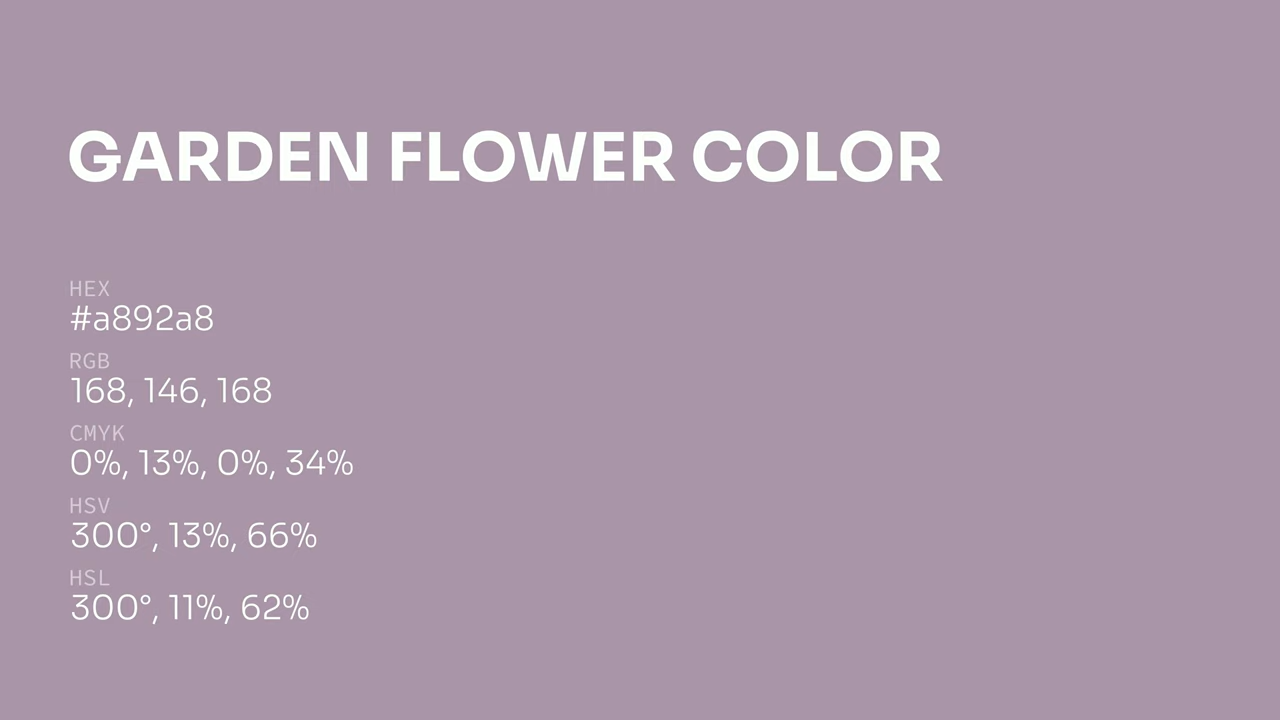 GARDEN FLOWER COLOR
HEX
#a892a8
RGB
168, 146, 168
CMYK
0%, 13%, 0%, 34%
HSV
300°, 13%, 66%
HSL
300°, 11%, 62%